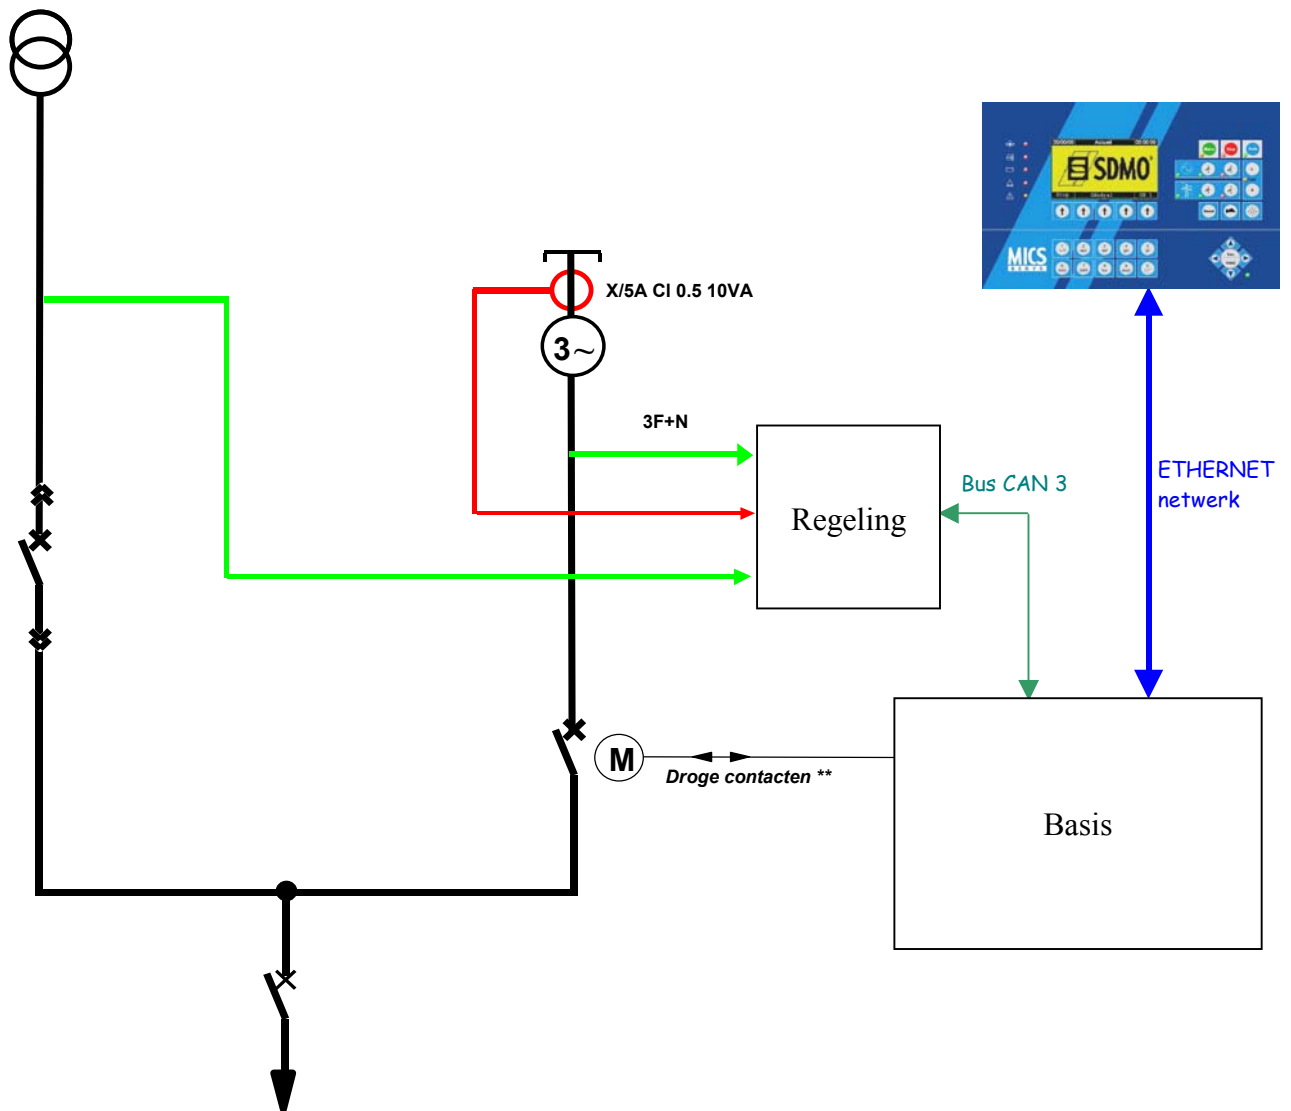 SDMO
MICS
X/5A Cl 0.5 10VA
3~
3F+N
Bus CAN 3
ETHERNET
netwerk
Regeling
M
Droge contacten **
Basis